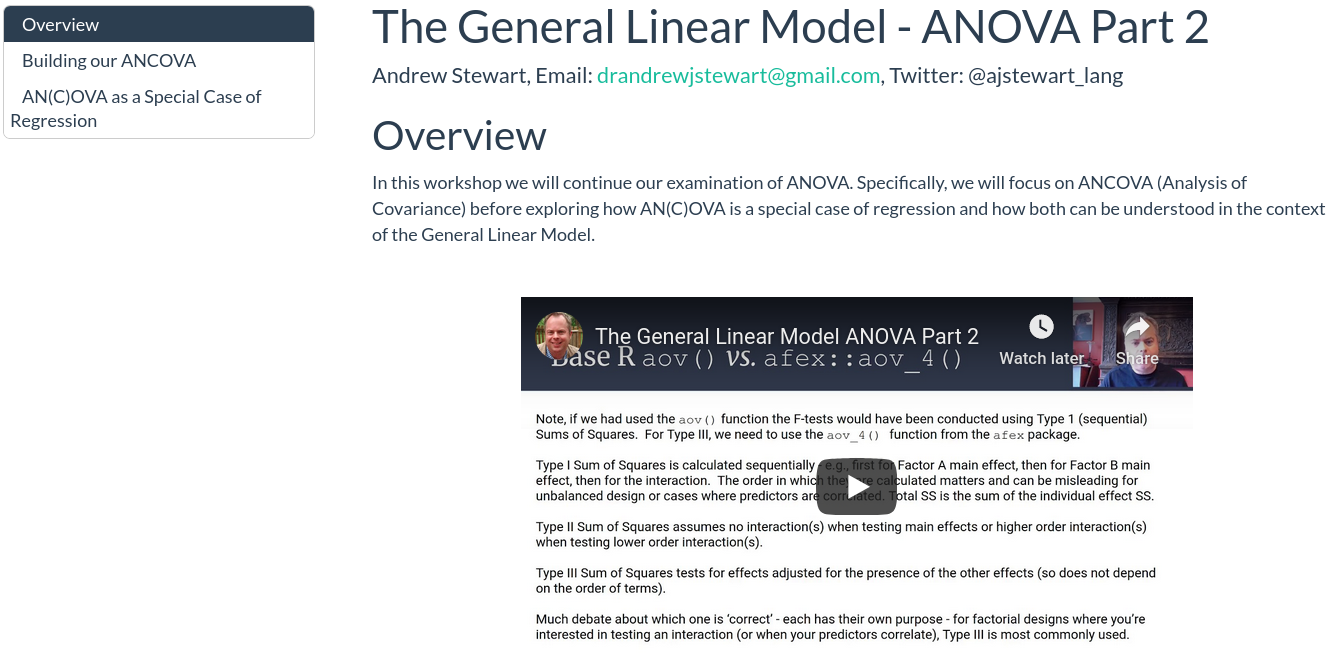 Overview
Building our ANCOVA
AN(C)OVA as a Special Case of
Regression
The General Linear Model - ANOVA Part 2
Andrew Stewart, Email: drandrewjstewart@gmail.com, Twitter: @ajstewart_lang
Overview
In this workshop we will continue our examination of ANOVA. Specifically, we will focus on ANCOVA (Analysis of
Covariance) before exploring how AN(C)OVA is a special case of regression and how both can be understood in the context
of the General Linear Model.
The General Linear Model ANOVA Part 2
Base R aov() vs. afex::aov_4()
Watch later
Share
Note, if we had used the aov() function the F-tests would have been conducted using Type 1 (sequential)
Sums of Squares. For Type III, we need to use the aov_4() function from the afex package.
Type I Sum of Squares is calculated sequentially - e.g., first for Factor A main effect, then for Factor B main
effect, then for the interaction. The order in which they are calculated matters and can be misleading for
unbalanced design or cases where predictors are correlated. Total SS is the sum of the individual effect SS.
Type II Sum of Squares assumes no interaction(s) when testing main effects or higher order interaction(s)
when testing lower order interaction(s).
Type III Sum of Squares tests for effects adjusted for the presence of the other effects (so does not depend
on the order of terms).
Much debate about which one is ‘correct’ - each has their own purpose - for factorial designs where you’re
interested in testing an interaction (or when your predictors correlate), Type III is most commonly used.